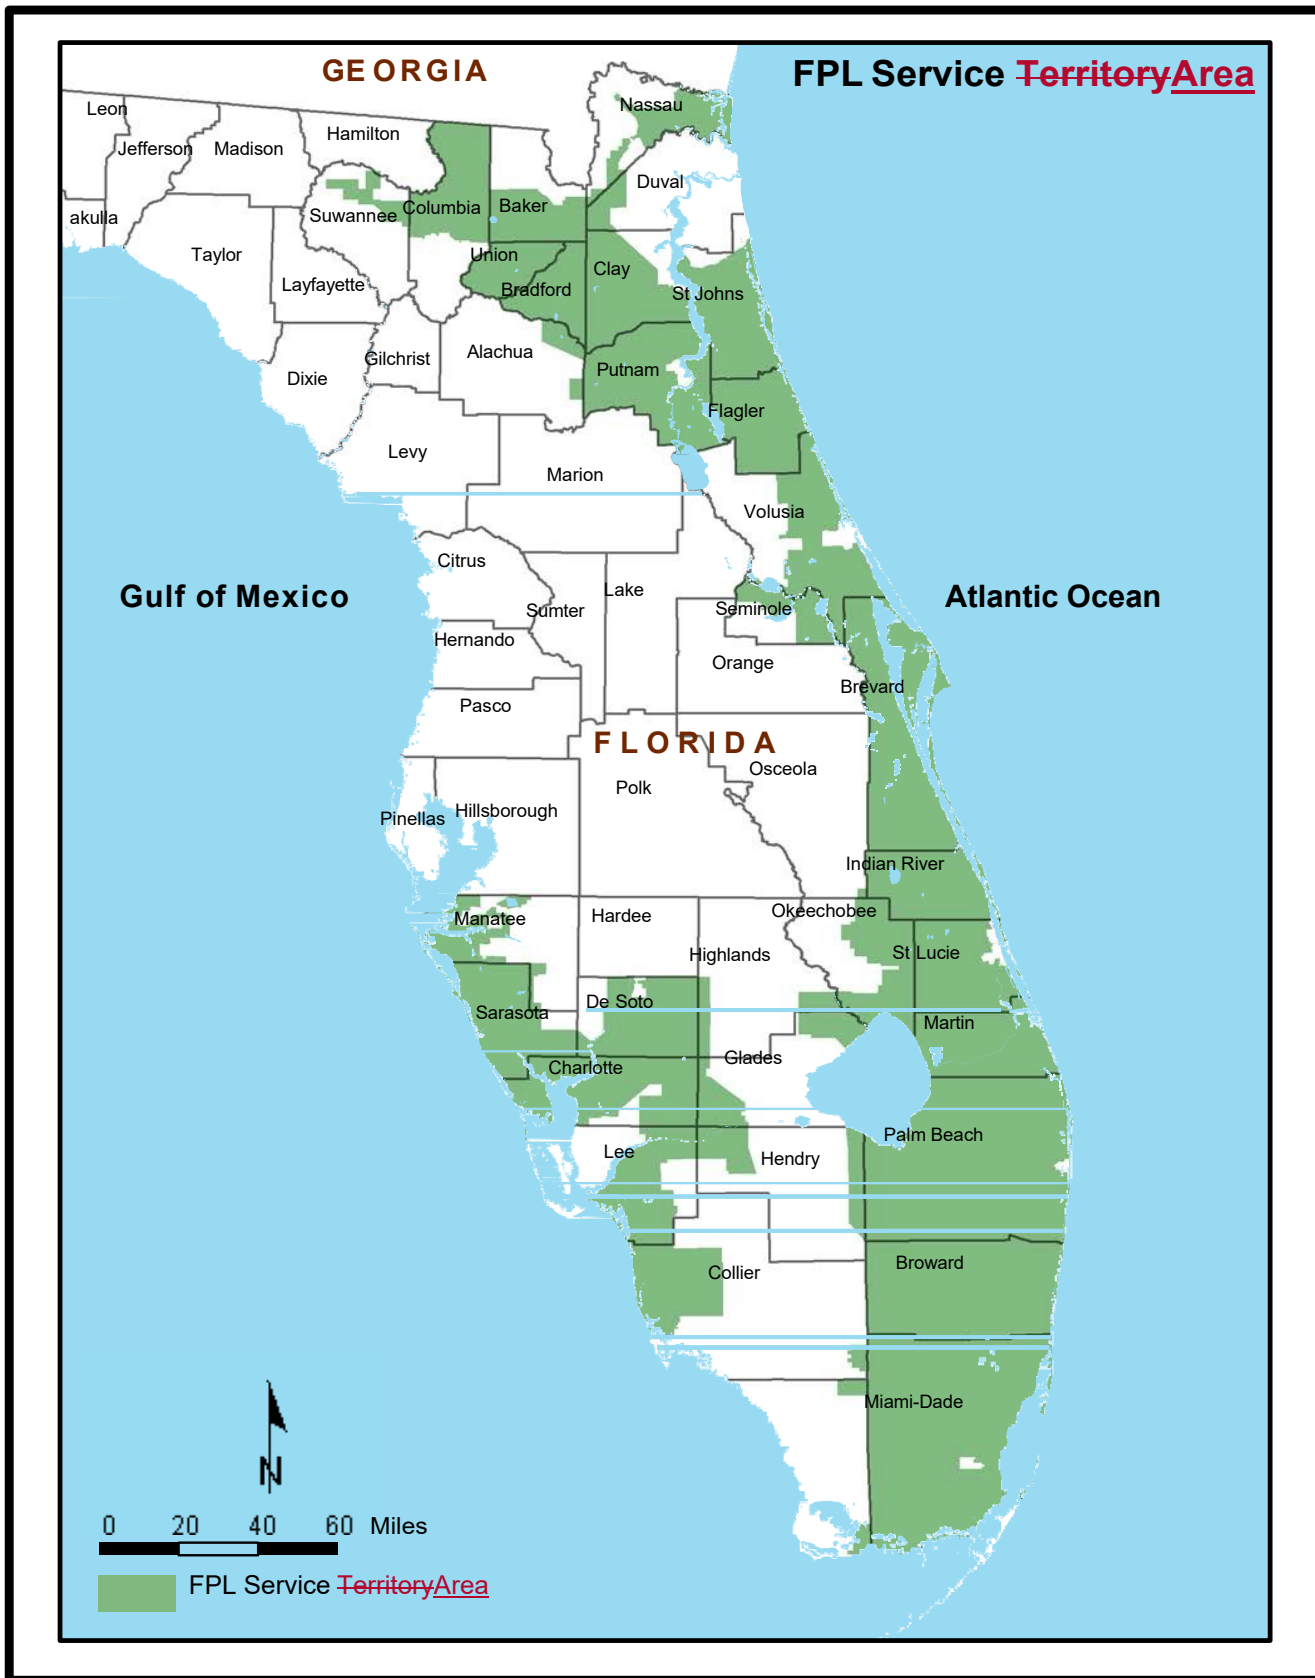 GEORGIA
FPL Service TerritoryArea
Leon
Nassau
Hamilton
Jefferson
Madison
Duval
akulla
Suwannee
Columbia
Baker
Taylor
Union
Layfayette
Clay
Bradford
St Johns
Gilchrist
Alachua
Dixie
Putnam
Flagler
Levy
Marion
Volusia
Citrus
Gulf of Mexico
Lake
Atlantic Ocean
Sumter
Seminole
Hernando
Orange
Brevard
Pasco
FLORIDA
Osceola
Polk
Pinellas
Hillsborough
Indian River
Manatee
Hardee
Okeechobee
Highlands
St Lucie
De Soto
Sarasota
Martin
Glades
Charlotte
Palm Beach
Lee
Hendry
Collier
Broward
Miami-Dade
N
0 20 40 60 Miles
FPL Service TerritoryArea